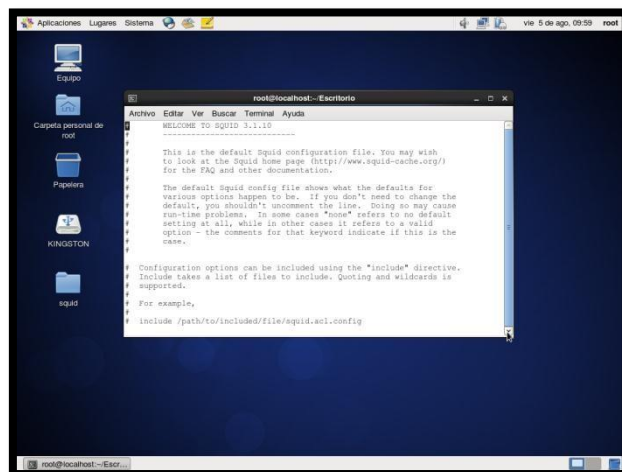 Aplicaciones Lugares Sistema
vie 5 de ago, 09:59 root
Equipo
Carpeta personal de
root
Papelera
KINGSTON
squid
root@localhost:~/Escritorio
Archivo Editar Ver Buscar Terminal Ayuda
# WELCOME TO SQUID 3.1.10
# ----------------------------
#
# This is the default Squid configuration file. You may wish
# to look at the Squid home page (http://www.squid-cache.org/)
# for the FAQ and other documentation.
#
# The default Squid config file shows what the defaults for
# various options happen to be. If you don't need to change the
# default, you shouldn't uncomment the line. Doing so may cause
# run-time problems. In some cases "none" refers to no default
# setting at all, while in other cases it refers to a valid
# option - the comments for that keyword indicate if this is the
# case.
#
# Configuration options can be included using the "include" directive.
# Include takes a list of files to include. Quoting and wildcards is
# supported.
#
# For example,
#
# include /path/to/included/file/squid.acl.config
root@localhost:~/Escr...